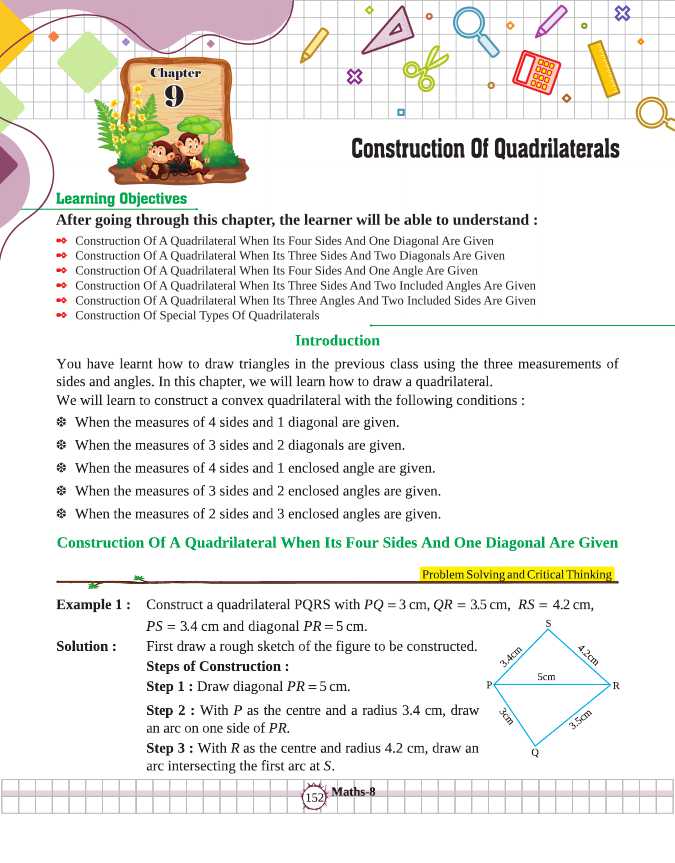 Chapter
9
Construction Of Quadrilaterals
Learning Objectives
After going through this chapter, the learner will be able to understand :
Construction Of A Quadrilateral When Its Four Sides And One Diagonal Are Given
Construction Of A Quadrilateral When Its Three Sides And Two Diagonals Are Given
Construction Of A Quadrilateral When Its Four Sides And One Angle Are Given
Construction Of A Quadrilateral When Its Three Sides And Two Included Angles Are Given
Construction Of A Quadrilateral When Its Three Angles And Two Included Sides Are Given
Construction Of Special Types Of Quadrilaterals
Introduction
You have learnt how to draw triangles in the previous class using the three measurements of
sides and angles. In this chapter, we will learn how to draw a quadrilateral.
We will learn to construct a convex quadrilateral with the following conditions :
❆ When the measures of 4 sides and 1 diagonal are given.
❆ When the measures of 3 sides and 2 diagonals are given.
❆ When the measures of 4 sides and 1 enclosed angle are given.
❆ When the measures of 3 sides and 2 enclosed angles are given.
❆ When the measures of 2 sides and 3 enclosed angles are given.
Construction Of A Quadrilateral When Its Four Sides And One Diagonal Are Given
Problem Solving and Critical Thinking
Example 1 : Construct a quadrilateral PQRS with PQ = 3 cm, QR = 3.5 cm, RS = 4.2 cm,
PS = 3.4 cm and diagonal PR = 5 cm.
Solution : First draw a rough sketch of the figure to be constructed.
Steps of Construction :
Step 1 : Draw diagonal PR = 5 cm.
Step 2 : With P as the centre and a radius 3.4 cm, draw
an arc on one side of PR.
Step 3 : With R as the centre and radius 4.2 cm, draw an
arc intersecting the first arc at S.
S
3.4cm
4.2cm
5cm
P
R
3cm
3.5cm
Q
152
Maths-8